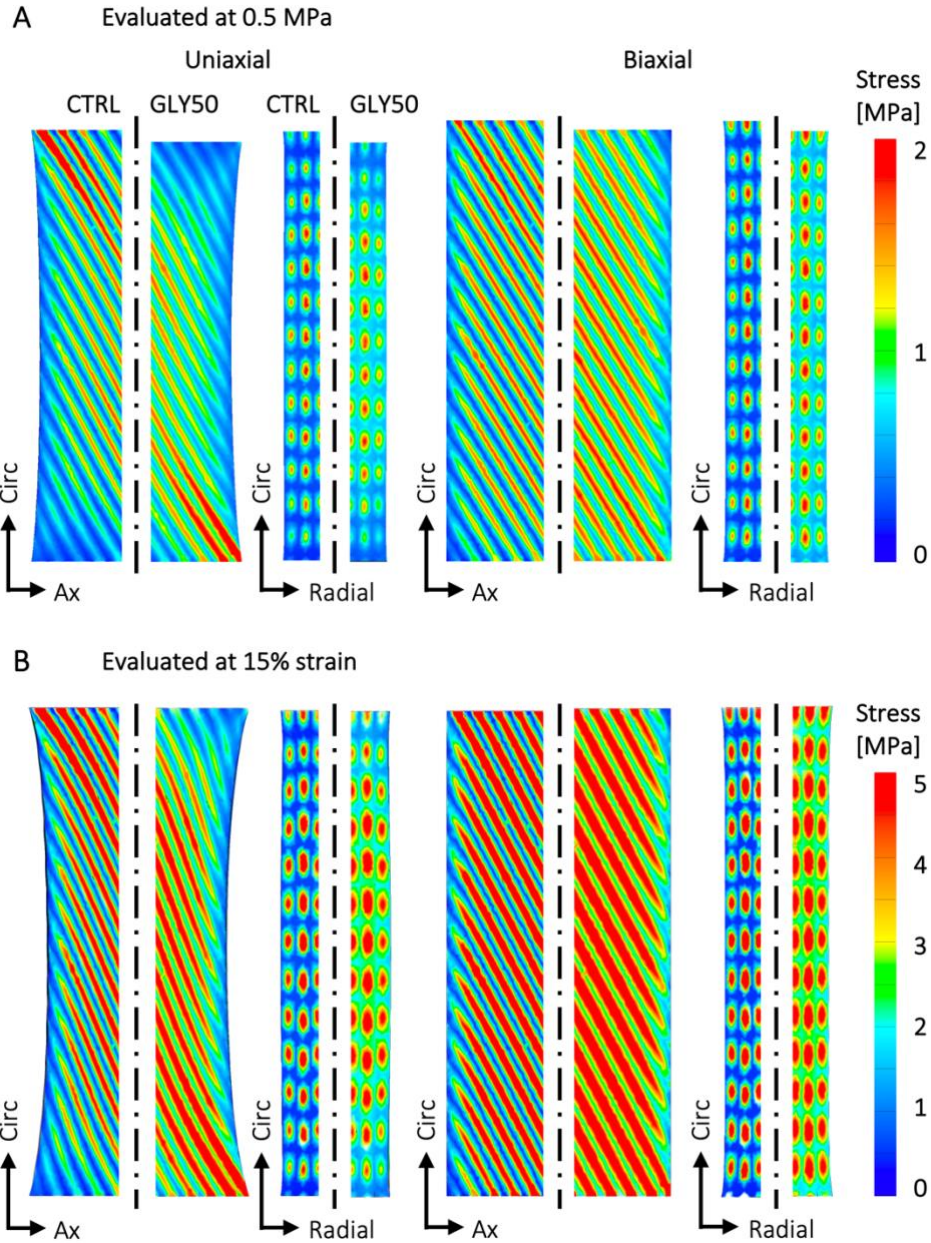 A Evaluated at 0.5 MPa
Uniaxial Biaxial
CTRL GLY50 CTRL GLY50
Stress
[MPa]
2
1
0
Circ Circ Circ Circ
Ax Radial Ax Radial
B Evaluated at 15% strain
Stress
[MPa]
5
4
3
2
1
0
Circ Circ Circ Circ
Ax Radial Ax Radial